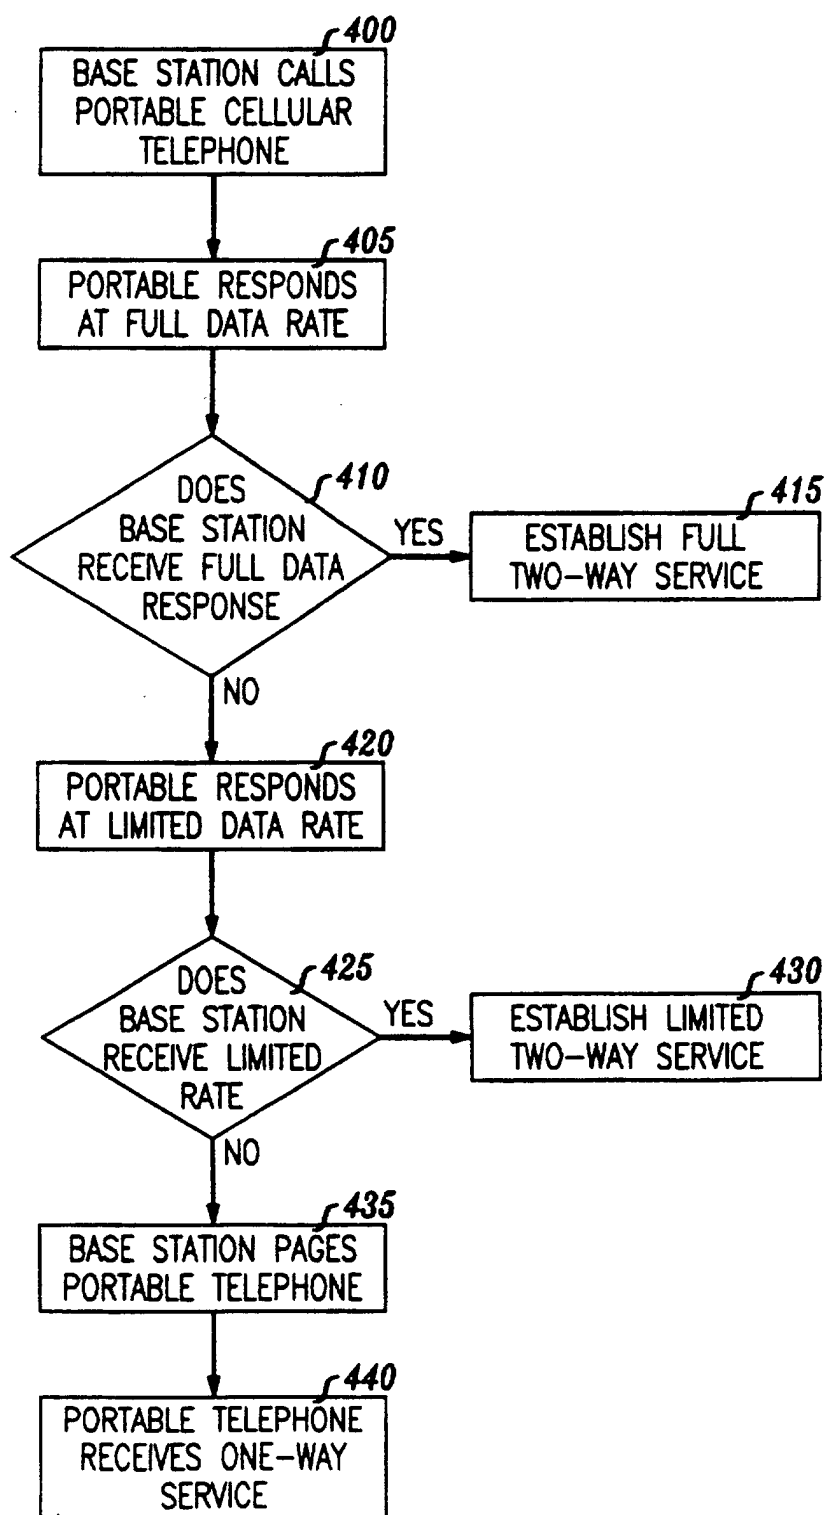 400
BASE STATION CALLS
PORTABLE CELLULAR
TELEPHONE
405
PORTABLE RESPONDS
AT FULL DATA RATE
410
DOES
BASE STATION
RECEIVE FULL DATA
RESPONSE
YES
415
ESTABLISH FULL
TWO-WAY SERVICE
NO
420
PORTABLE RESPONDS
AT LIMITED DATA RATE
425
DOES
BASE STATION
RECEIVE LIMITED
RATE
YES
430
ESTABLISH LIMITED
TWO-WAY SERVICE
NO
435
BASE STATION PAGES
PORTABLE TELEPHONE
440
PORTABLE TELEPHONE
RECEIVES ONE-WAY
SERVICE